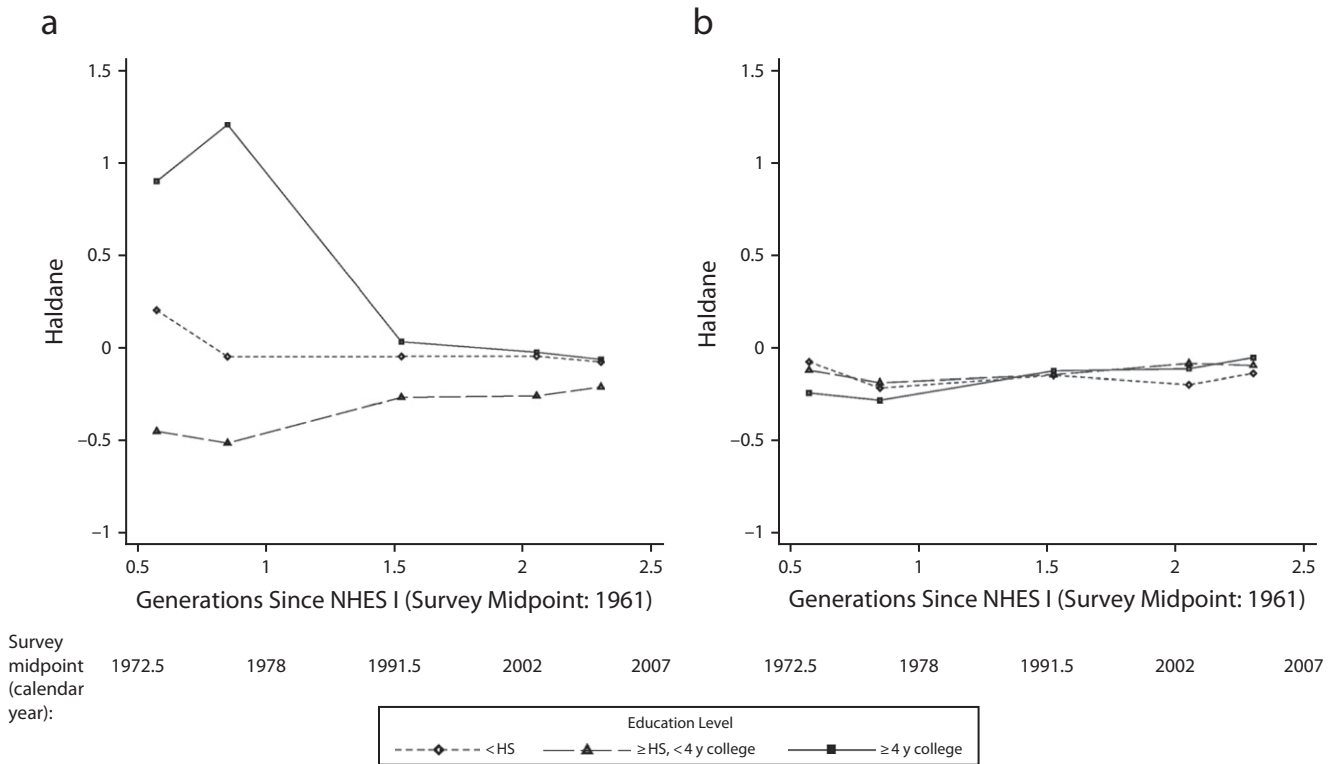 a
1.5
1
0.5
0
–0.5
–1
Haldane
0.5 1 1.5 2 2.5
Generations Since NHES I (Survey Midpoint: 1961)
b
1.5
1
0.5
0
–0.5
–1
Haldane
0.5 1 1.5 2 2.5
Generations Since NHES I (Survey Midpoint: 1961)
Survey
midpoint
(calendar
year):
1972.5 1978 1991.5 2002 2007
1972.5 1978 1991.5 2002 2007
Education Level
<HS ≥HS, <4 y college ≥4 y college